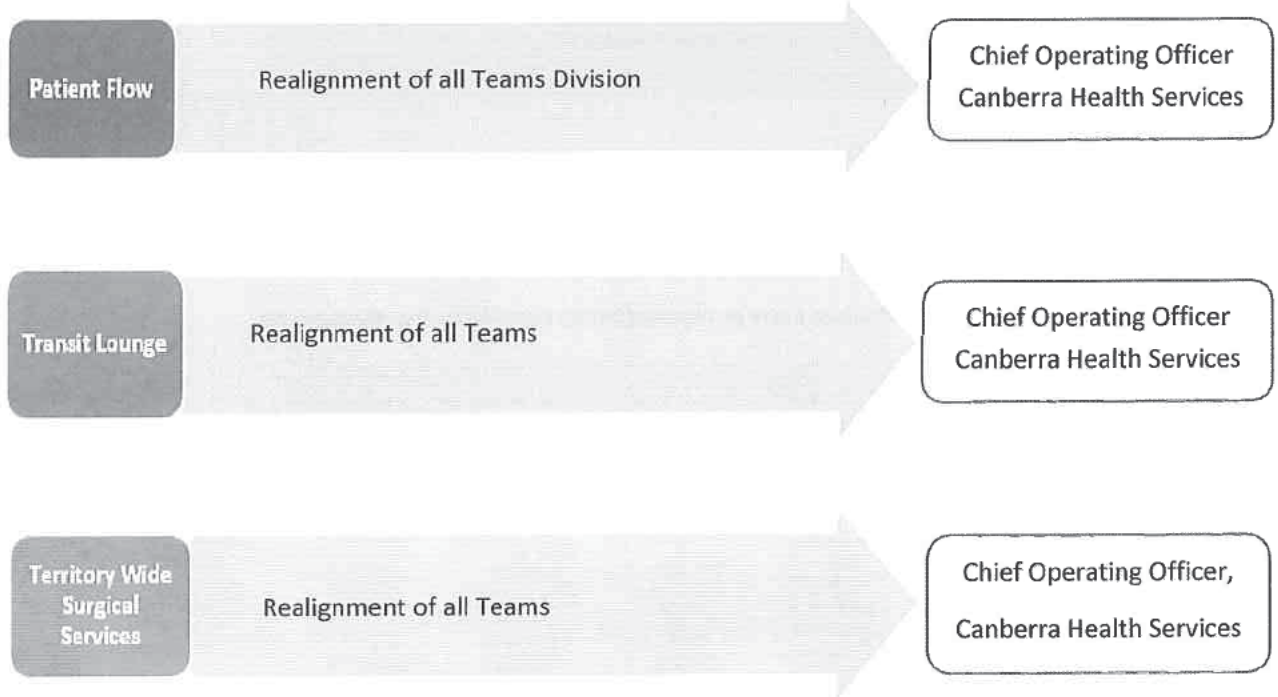 Patient Flow
Realignment of all Teams Division
Chief Operating Officer
Canberra Health Services
Transit Lounge
Realignment of all Teams
Chief Operating Officer
Canberra Health Services
Territory Wide
Surgical
Services
Realignment of all Teams
Chief Operating Officer,
Canberra Health Services